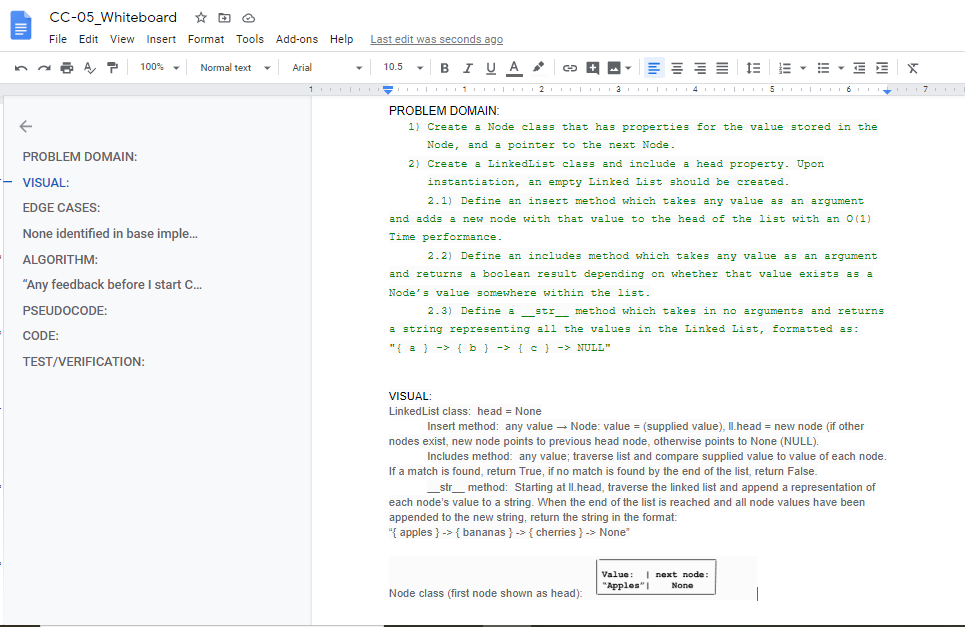 CC-05_Whiteboard
File Edit View Insert Format Tools Add-ons Help Last edit was seconds ago
100% Normal text Arial 10.5 B I U A
1 1 2 3 4 5 6 7
PROBLEM DOMAIN:
VISUAL:
EDGE CASES:
None identified in base imple...
ALGORITHM:
“Any feedback before I start C...
PSEUDOCODE:
CODE:
TEST/VERIFICATION:
PROBLEM DOMAIN:
1) Create a Node class that has properties for the value stored in the
Node, and a pointer to the next Node.
2) Create a LinkedList class and include a head property. Upon
instantiation, an empty Linked List should be created.
2.1) Define an insert method which takes any value as an argument
and adds a new node with that value to the head of the list with an O(1)
Time performance.
2.2) Define an includes method which takes any value as an argument
and returns a boolean result depending on whether that value exists as a
Node’s value somewhere within the list.
2.3) Define a __str__ method which takes in no arguments and returns
a string representing all the values in the Linked List, formatted as:
"{ a } -> { b } -> { c } -> NULL"
VISUAL:
LinkedList class: head = None
Insert method: any value → Node: value = (supplied value), ll.head = new node (if other
nodes exist, new node points to previous head node, otherwise points to None (NULL).
Includes method: any value; traverse list and compare supplied value to value of each node.
If a match is found, return True, if no match is found by the end of the list, return False.
__str__ method: Starting at ll.head, traverse the linked list and append a representation of
each node’s value to a string. When the end of the list is reached and all node values have been
appended to the new string, return the string in the format:
“{ apples } -> { bananas } -> { cherries } -> None”
Value: | next node:
"Apples"| None
Node class (first node shown as head):